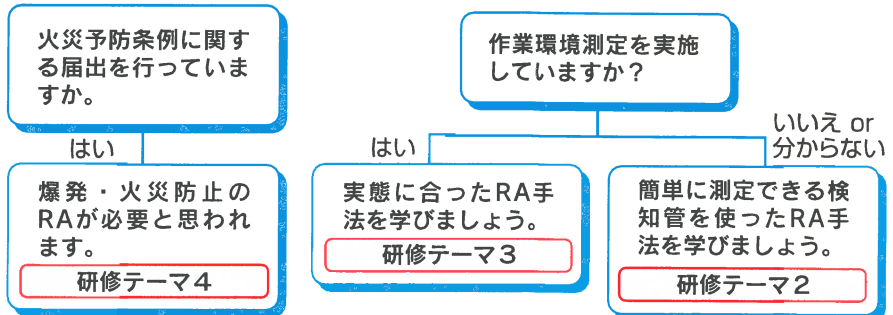 火災予防条例に関す
る届出を行っていま
すか。
はい
爆発・火災防止の
RAが必要と思われ
ます。
研修テーマ4
作業環境測定を実施
していますか？
はい
実態に合ったRA手
法を学びましょう。
研修テーマ3
いいえ or
分からない
簡単に測定できる検
知管を使ったRA手
法を学びましょう。
研修テーマ2